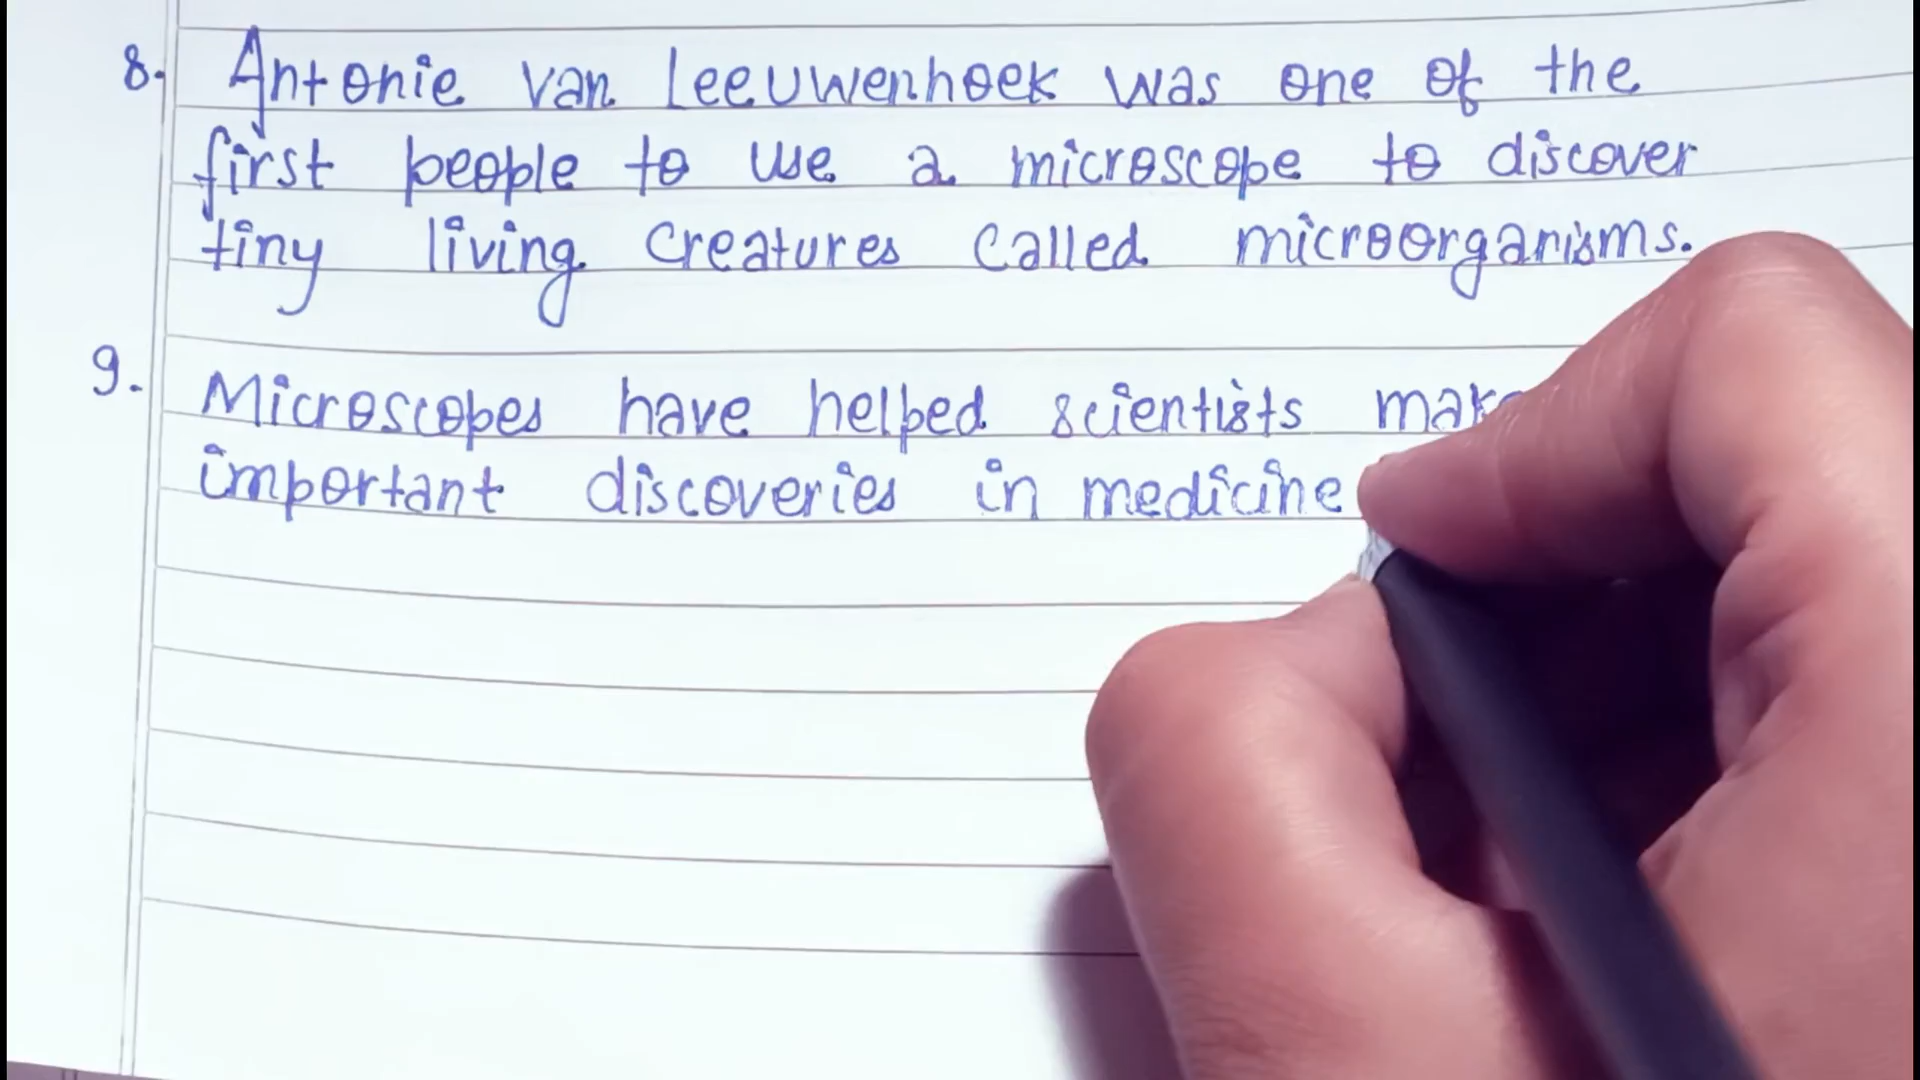 8. Antonie van Leeuwenhoek was one of the
first people to use a microscope to discover
tiny living creatures called microorganisms.
9. Microscopes have helped scientists make
important discoveries in medicine